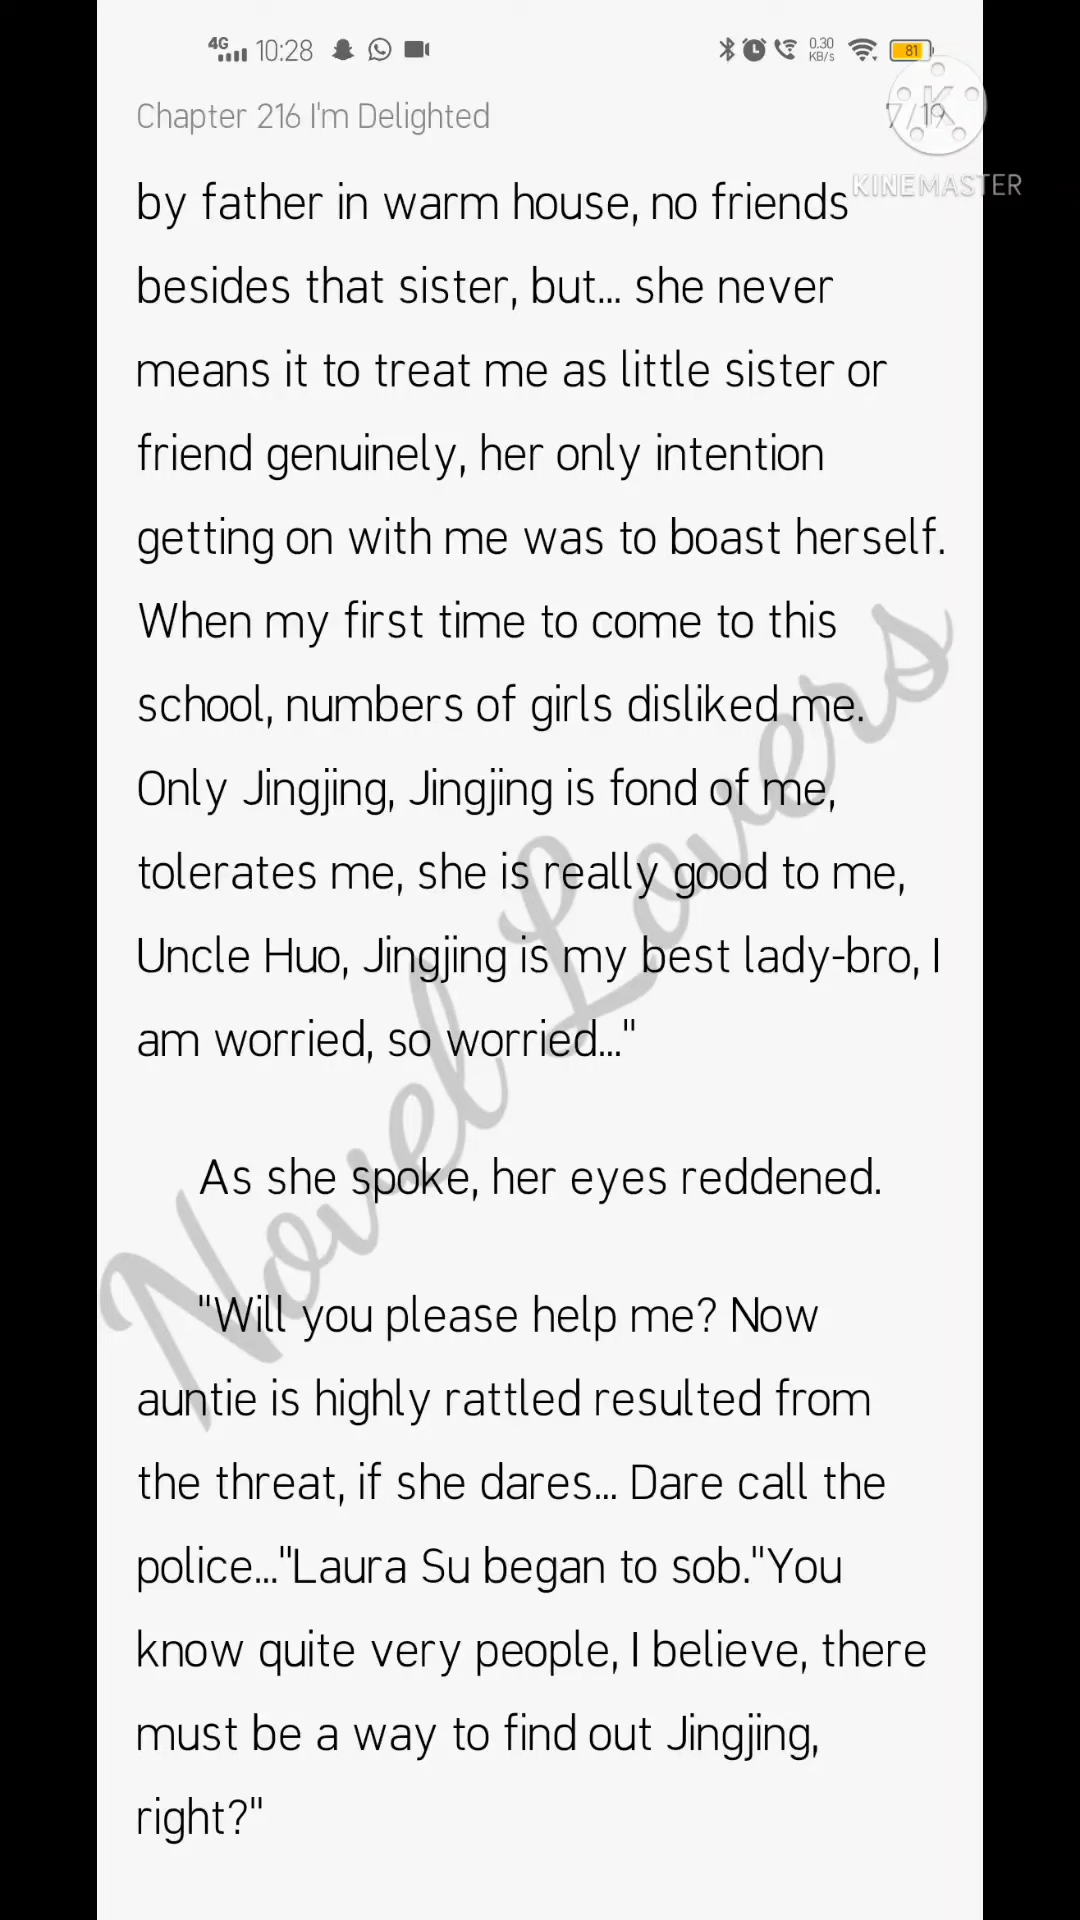 4G 10:28 0.30 KB/s 81
Chapter 216 I'm Delighted 7/19
KINEMASTER
by father in warm house, no friends
besides that sister, but... she never
means it to treat me as little sister or
friend genuinely, her only intention
getting on with me was to boast herself.
When my first time to come to this
school, numbers of girls disliked me.
Only Jingjing, Jingjing is fond of me,
tolerates me, she is really good to me,
Uncle Huo, Jingjing is my best lady-bro, I
am worried, so worried..."
As she spoke, her eyes reddened.
"Will you please help me? Now
auntie is highly rattled resulted from
the threat, if she dares... Dare call the
police..."Laura Su began to sob."You
know quite very people, I believe, there
must be a way to find out Jingjing,
right?"
Novel Lovers